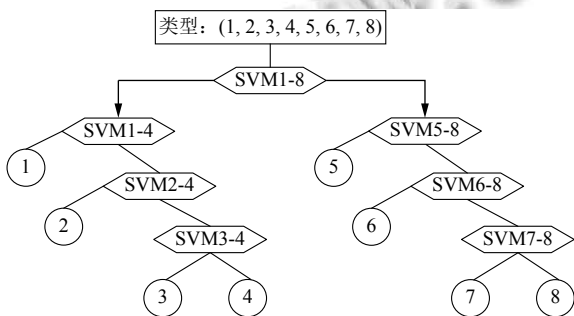 类型：(1, 2, 3, 4, 5, 6, 7, 8)
SVM1-8
SVM1-4 SVM5-8
1 5
SVM2-4 SVM6-8
2 6
SVM3-4 SVM7-8
3 4 7 8